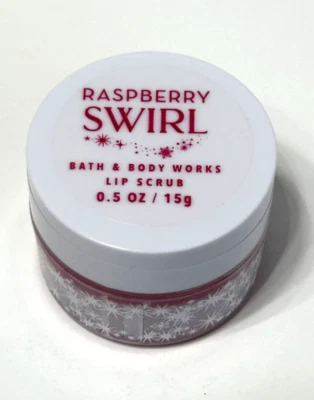 RASPBERRY
SWIRL
BATH & BODY WORKS
LIP SCRUB
0.5 OZ / 15g